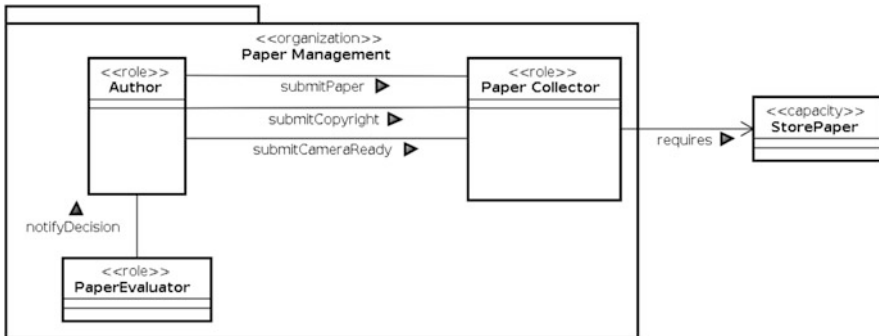 <<organization>>
Paper Management
<<role>>
Author
<<role>>
Paper Collector
submitPaper
submitCopyright
submitCameraReady
<<capacity>>
StorePaper
requires
notifyDecision
<<role>>
PaperEvaluator